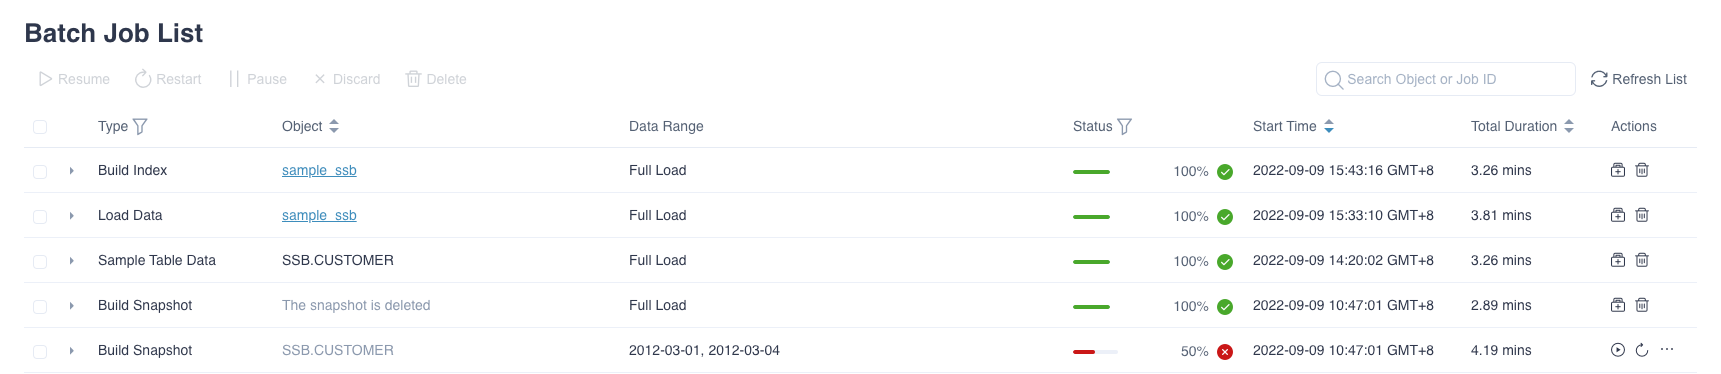 Batch Job List
Resume Restart Pause Discard Delete Search Object or Job ID Refresh List
Type Object Data Range Status Start Time Total Duration Actions
Build Index sample_ssb Full Load 100% 2022-09-09 15:43:16 GMT+8 3.26 mins
Load Data sample_ssb Full Load 100% 2022-09-09 15:33:10 GMT+8 3.81 mins
Sample Table Data SSB.CUSTOMER Full Load 100% 2022-09-09 14:20:02 GMT+8 3.26 mins
Build Snapshot The snapshot is deleted Full Load 100% 2022-09-09 10:47:01 GMT+8 2.89 mins
Build Snapshot SSB.CUSTOMER 2012-03-01, 2012-03-04 50% 2022-09-09 10:47:01 GMT+8 4.19 mins